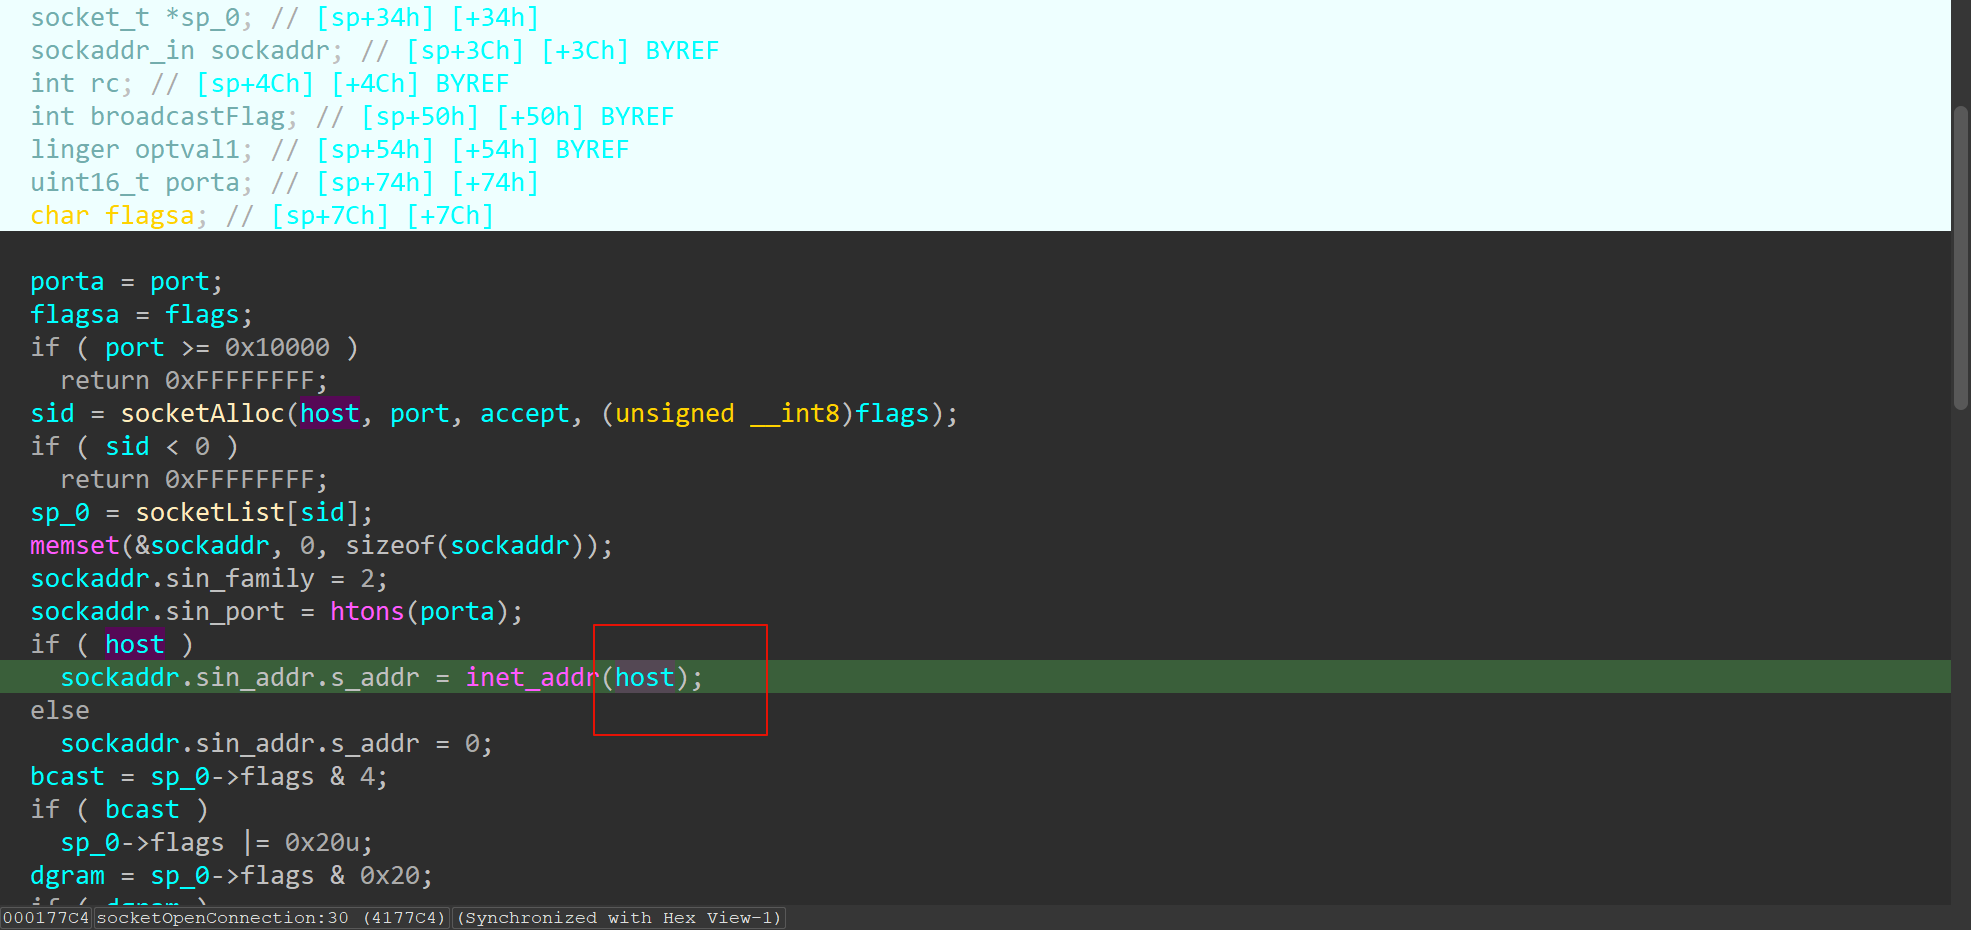 socket_t *sp_0; // [sp+34h] [+34h]
sockaddr_in sockaddr; // [sp+3Ch] [+3Ch] BYREF
int rc; // [sp+4Ch] [+4Ch] BYREF
int broadcastFlag; // [sp+50h] [+50h] BYREF
linger optval1; // [sp+54h] [+54h] BYREF
uint16_t porta; // [sp+74h] [+74h]
char flagsa; // [sp+7Ch] [+7Ch]
porta = port;
flagsa = flags;
if ( port >= 0x10000 )
return 0xFFFFFFFF;
sid = socketAlloc(host, port, accept, (unsigned __int8)flags);
if ( sid < 0 )
return 0xFFFFFFFF;
sp_0 = socketList[sid];
memset(&sockaddr, 0, sizeof(sockaddr));
sockaddr.sin_family = 2;
sockaddr.sin_port = htons(porta);
if ( host )
sockaddr.sin_addr.s_addr = inet_addr(host);
else
sockaddr.sin_addr.s_addr = 0;
bcast = sp_0->flags & 4;
if ( bcast )
sp_0->flags |= 0x20u;
dgram = sp_0->flags & 0x20;
if ( dgram )
000177C4 socketOpenConnection:30 (4177C4) (Synchronized with Hex View-1)